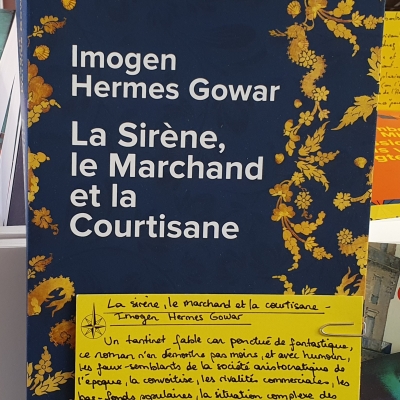 Imogen
Hermes Gowar
La Sirène,
le Marchand
et la
Courtisane
La sirène, le marchand et la courtisane -
Imogen Hermes Gowar
Un tantinet fable car ponctué de fantastique,
ce roman n'en démontre pas moins, et avec humour,
les faux-semblants de la société aristocratique de
l'époque, la convoitise, les rivalités commerciales, les
bas-fonds populaires, la situation complexe des